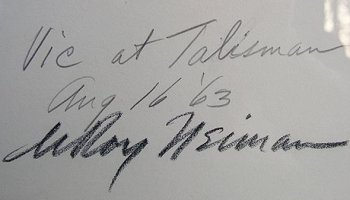 Vic at Talisman
Aug 16 '63
LeRoy Neiman